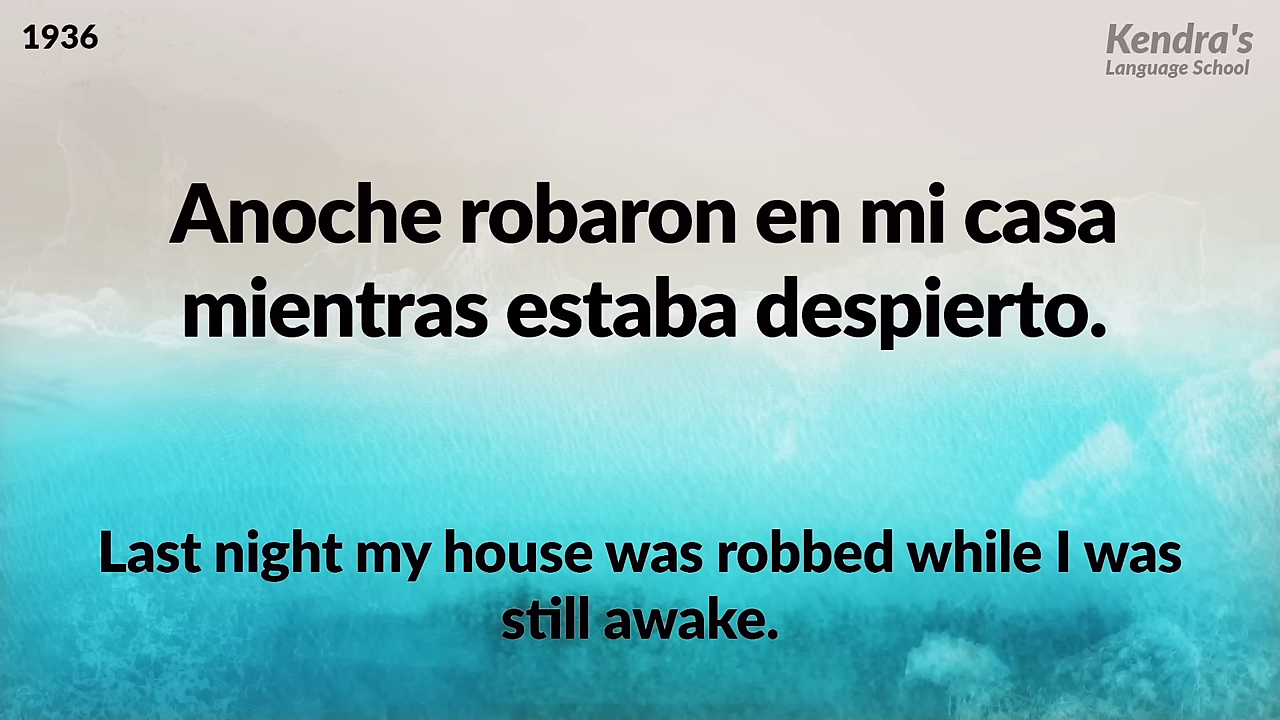 1936
Kendra's
Language School
Anoche robaron en mi casa
mientras estaba despierto.
Last night my house was robbed while I was
still awake.